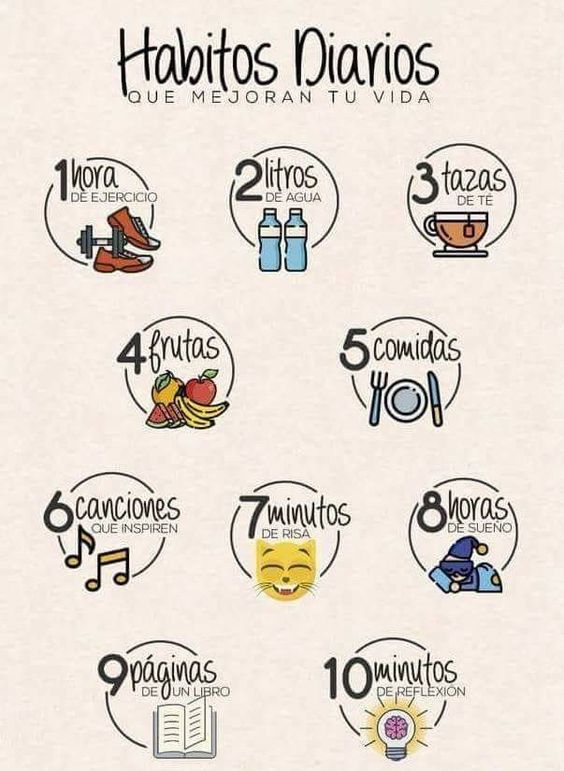 Habitos Diarios
QUE MEJORAN TU VIDA
1 hora
DE EJERCICIO
2 litros
DE AGUA
3 tazas
DE TÉ
4 frutas
5 comidas
6 canciones
QUE INSPIREN
7 minutos
DE RISA
8 horas
DE SUEÑO
9 páginas
DE UN LIBRO
10 minutos
DE REFLEXIÓN